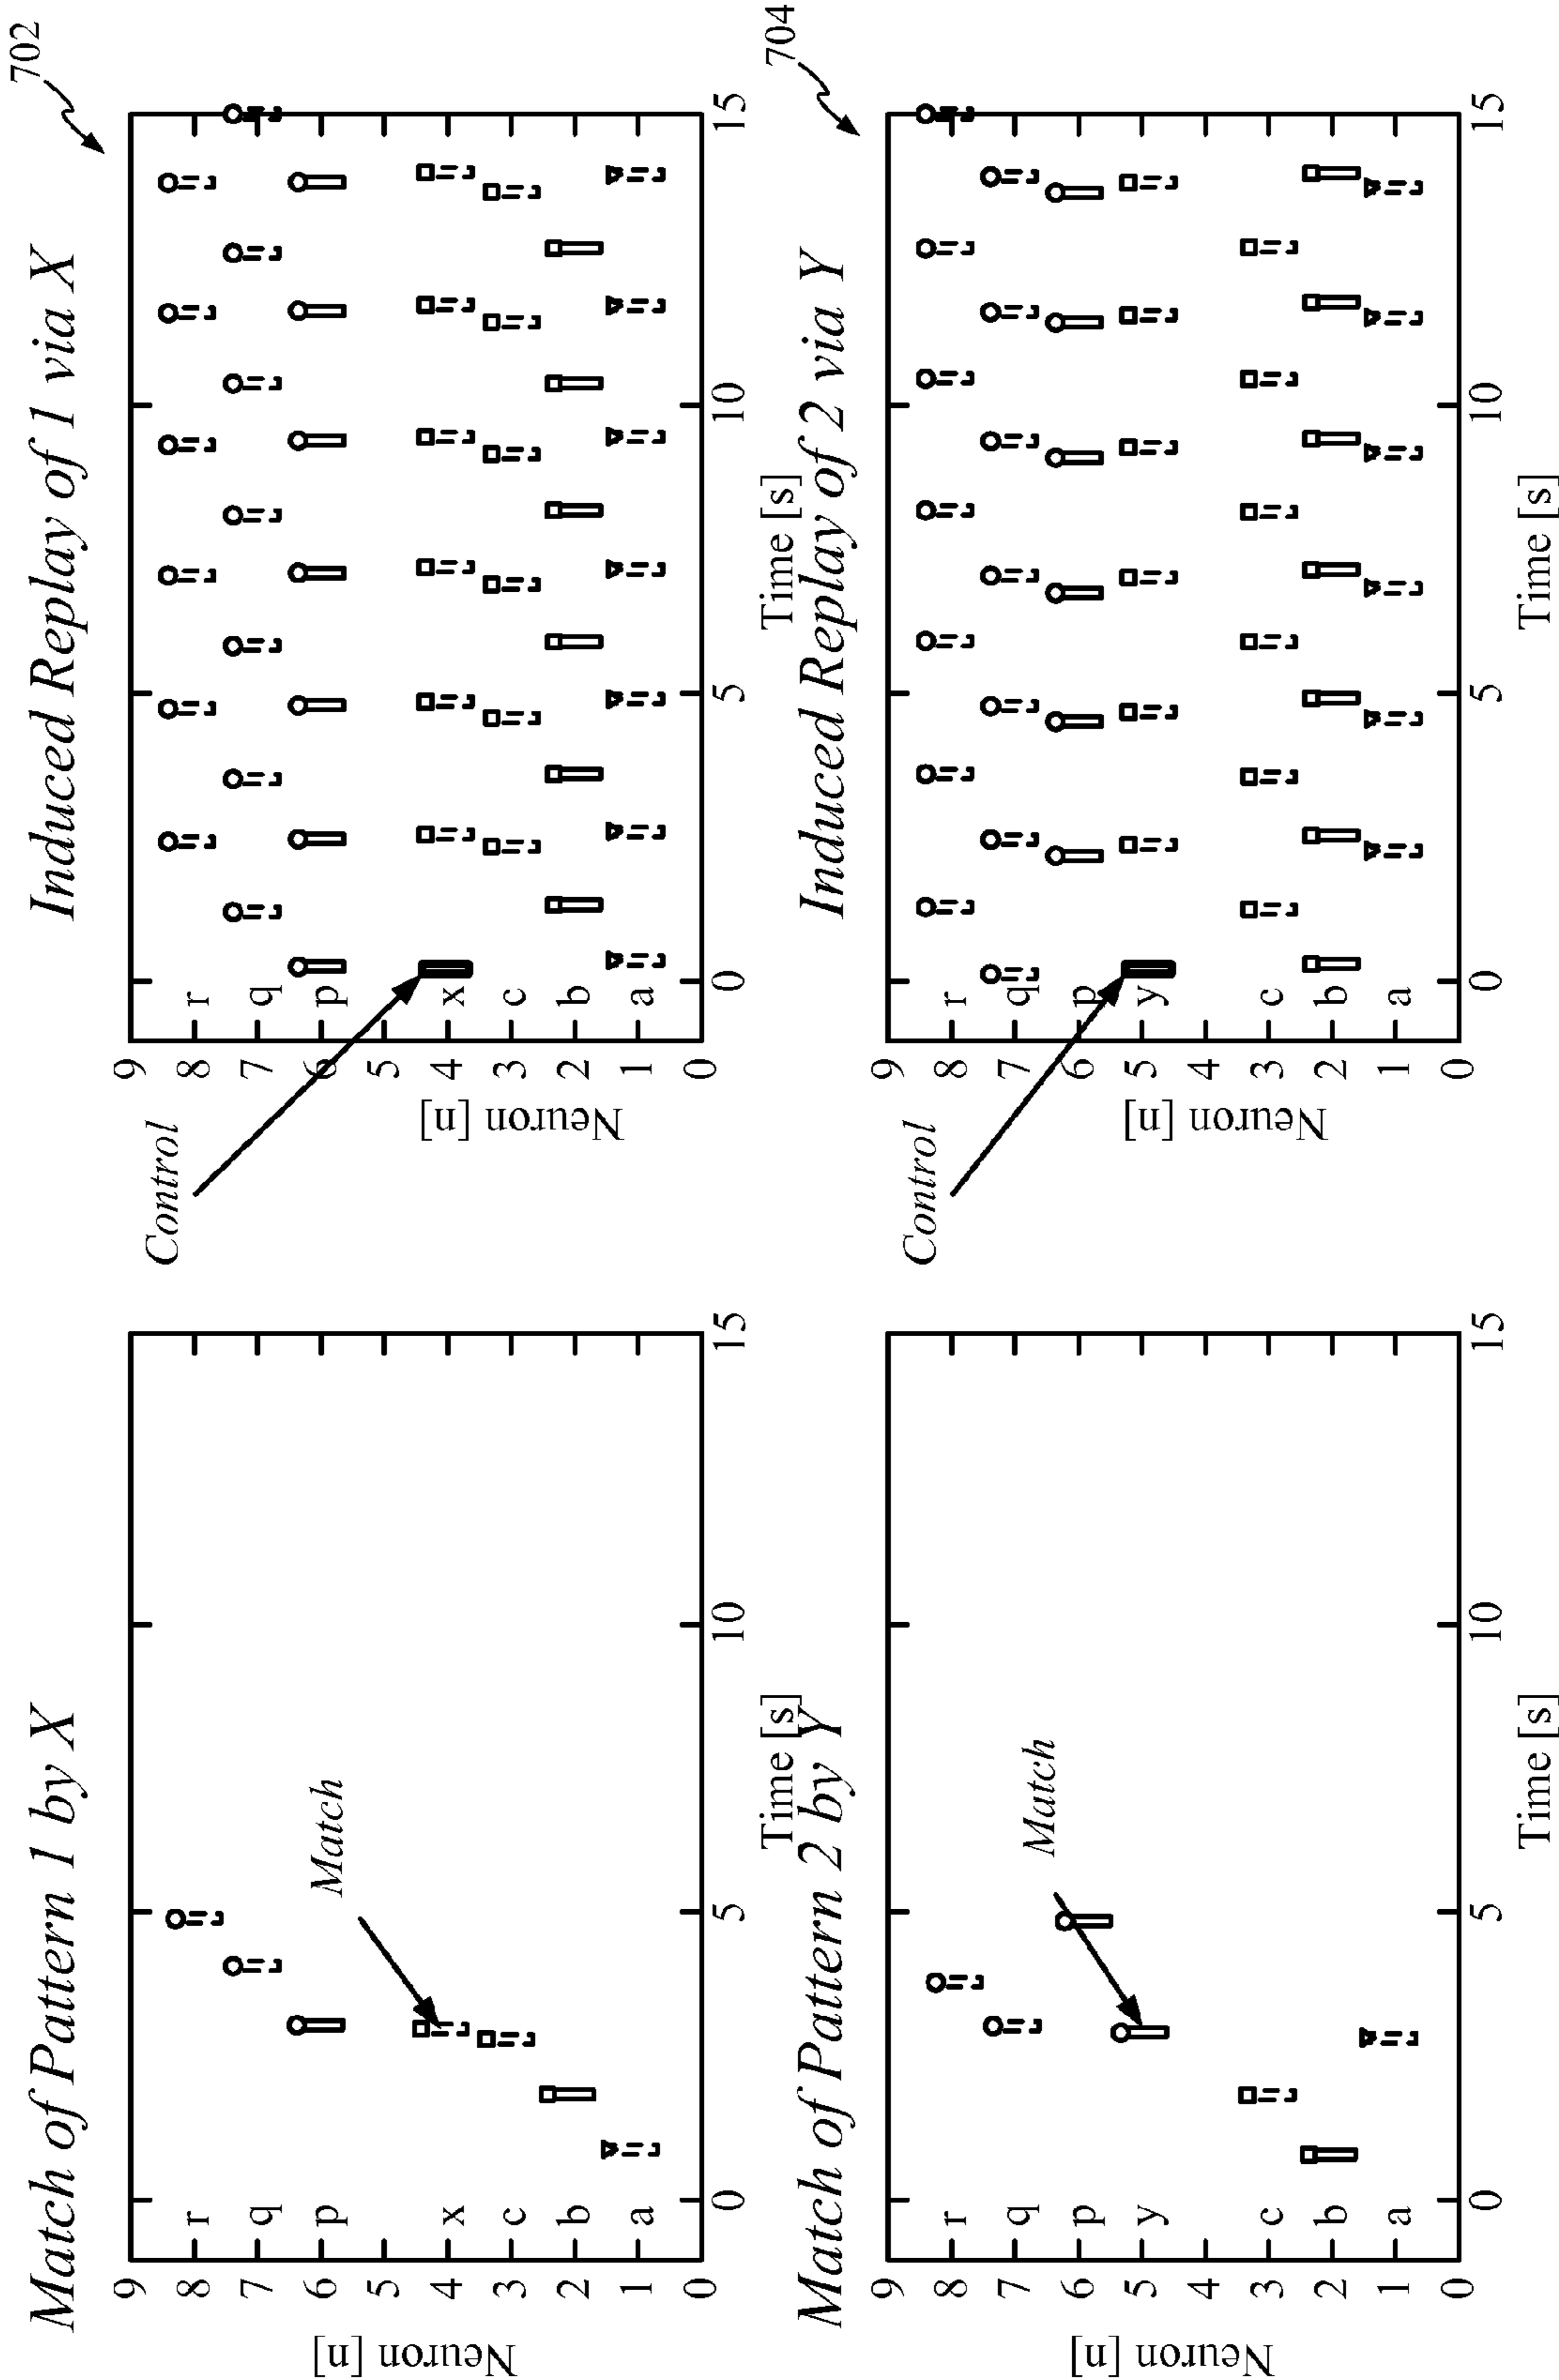 Match of Pattern 1 by X
Neuron [n]
9
8
7
6
5
4
3
2
1
0
r
q
p
x
c
b
a
Match
0
5
10
15
Time [s]
Induced Replay of 1 via X
702
Control
Neuron [n]
9
8
7
6
5
4
3
2
1
0
r
q
p
x
c
b
a
0
5
10
15
Time [s]
Match of Pattern 2 by Y
Neuron [n]
9
8
7
6
5
4
3
2
1
0
r
q
p
y
c
b
a
Match
0
5
10
15
Time [s]
Induced Replay of 2 via Y
704
Control
Neuron [n]
9
8
7
6
5
4
3
2
1
0
r
q
p
y
c
b
a
0
5
10
15
Time [s]